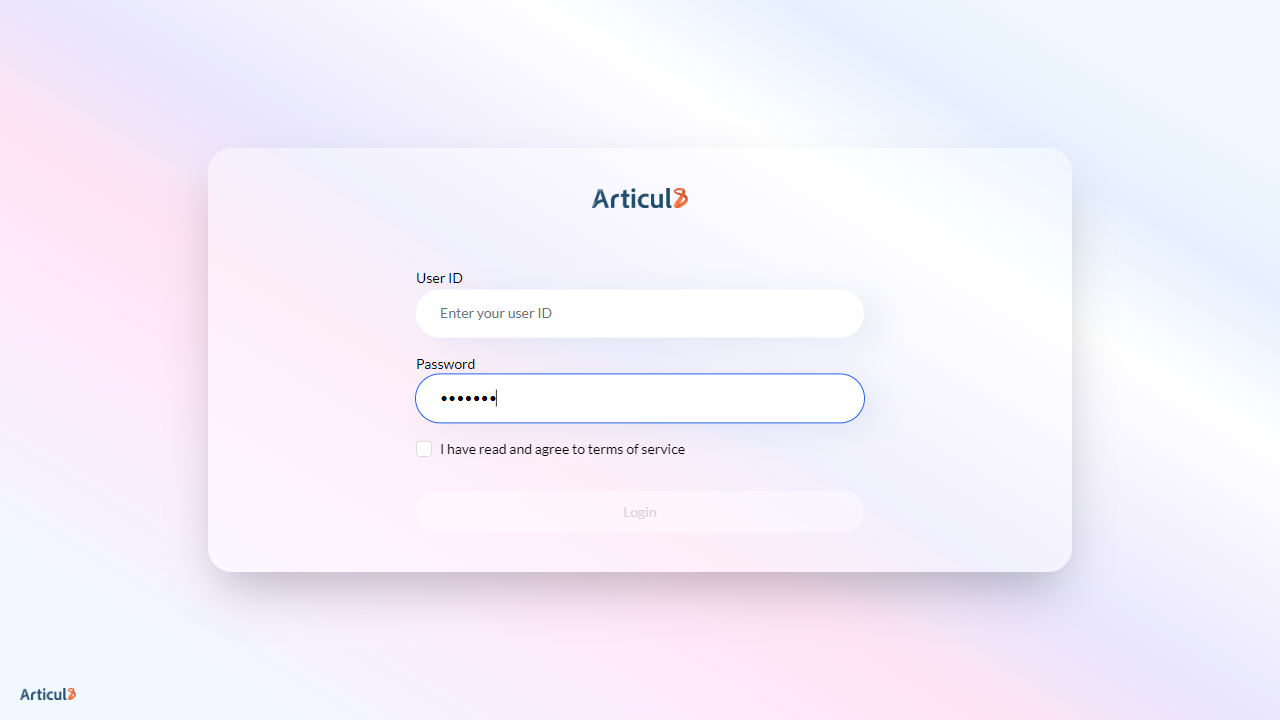 Articul8
User ID
Enter your user ID
Password
•••••••
I have read and agree to terms of service
Login
Articul8